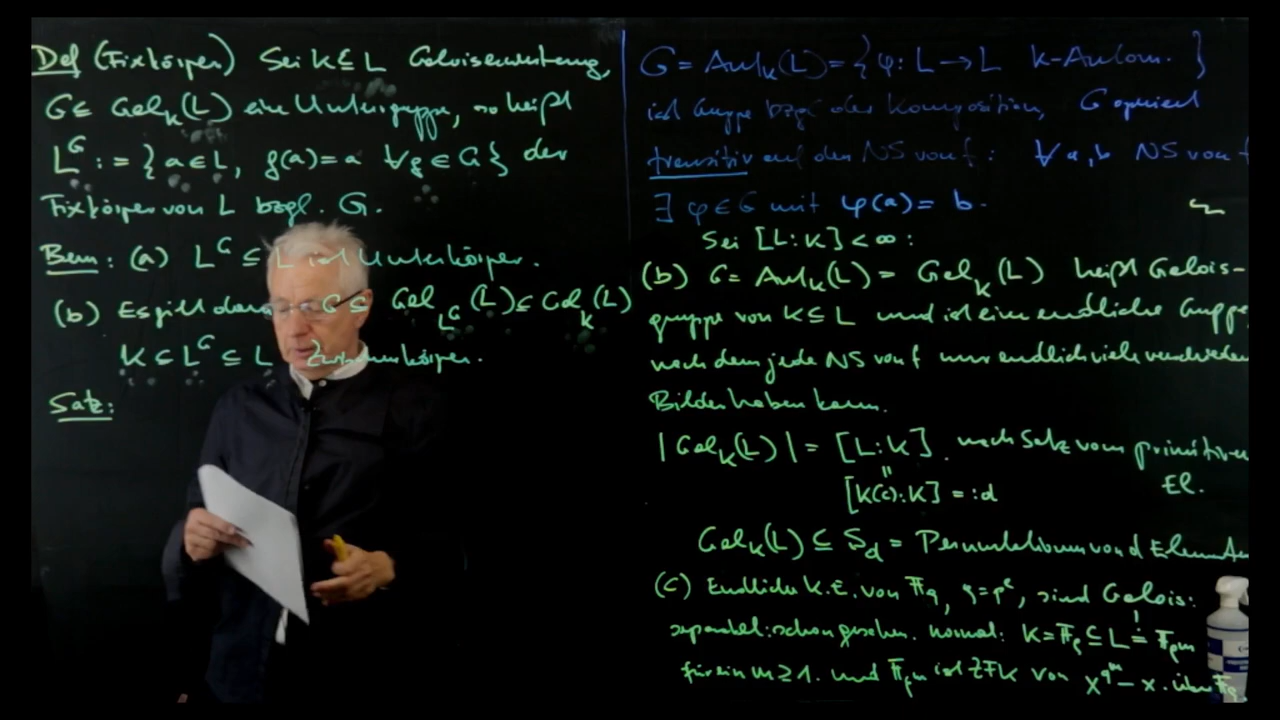 Def (Fixkörper) Sei K ⊆ L Galoiserweiterung,
G ⊆ Gal_K(L) eine Untergruppe, so heißt
L^G := { a ∈ L, g(a) = a ∀ g ∈ G } der
Fixkörper von L bzgl. G.
Bem: (a) L^G ⊆ L ist Unterkörper.
(b) Es gilt dann G ⊆ Gal_{L^G}(L) ⊆ Gal_K(L)
K ⊆ L^G ⊆ L Zwischenkörper.
Satz:
G = Aut_K(L) = { φ: L → L K-Autom. }
ist Gruppe bzgl der Komposition, G operiert
transitiv auf den NS von f: ∀ a,b NS von f
∃ φ ∈ G mit φ(a) = b.
Sei [L:K] < ∞:
(b) G = Aut_K(L) = Gal_K(L) heißt Galois-
gruppe von K ⊆ L und ist eine endliche Gruppe
nach dem jede NS von f nur endlich viele verschieden
Bilder haben kann.
|Gal_K(L)| = [L:K]. nach Satz vom primitiven
El.
"
[K(c):K] =: d
Gal_K(L) ⊆ S_d = Permutationen von d Elementen
(c) Endliche K.E. von 𝔽_q, q = p^e, sind Galois:
separabel: schon gesehen. normal: K = 𝔽_q ⊆ L = 𝔽_{q^m}
für ein m ≥ 1. und 𝔽_{q^m} ist ZFK von X^{q^m} - X. über 𝔽_q